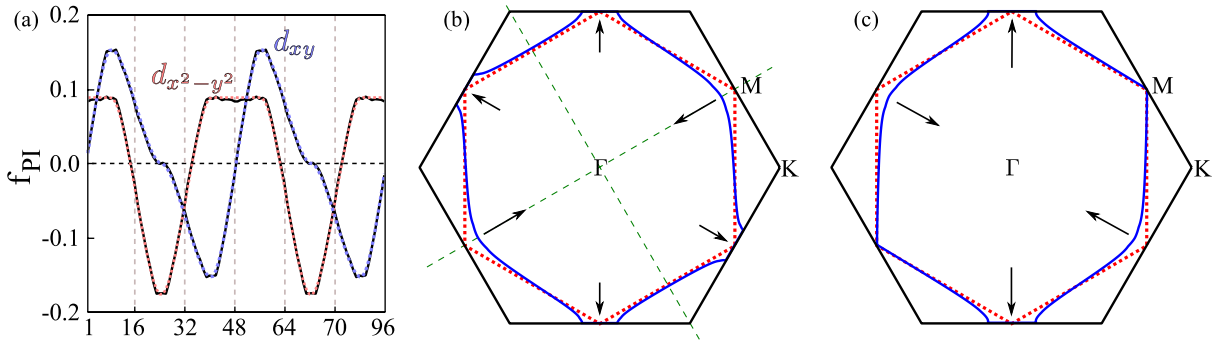 (a)
f_PI
0.2
0.1
0.0
-0.1
-0.2
d_{x^2-y^2}
d_{xy}
1 16 32 48 64 70 96
(b)
M
Γ
K
(c)
M
Γ
K